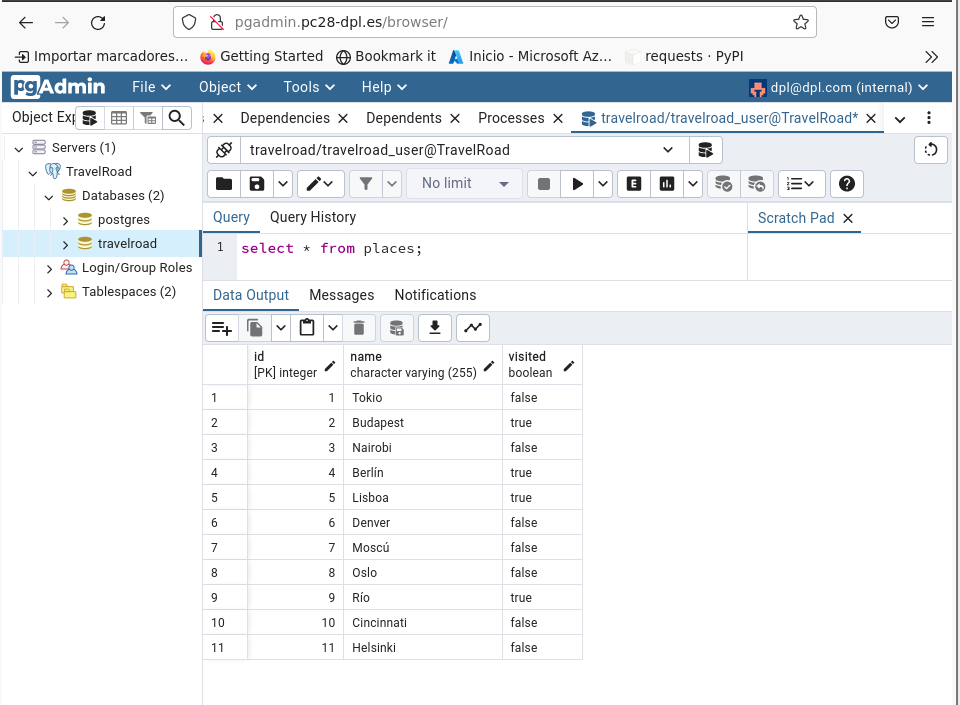 pgadmin.pc28-dpl.es/browser/
Importar marcadores... Getting Started Bookmark it Inicio - Microsoft Az... requests · PyPI
pgAdmin File Object Tools Help dpl@dpl.com (internal)
Object Exp Dependencies Dependents Processes travelroad/travelroad_user@TravelRoad*
Servers (1)
TravelRoad
Databases (2)
postgres
travelroad
Login/Group Roles
Tablespaces (2)
travelroad/travelroad_user@TravelRoad
No limit E
Query Query History Scratch Pad
1 select * from places;
Data Output Messages Notifications
id name visited
[PK] integer character varying (255) boolean
1 1 Tokio false
2 2 Budapest true
3 3 Nairobi false
4 4 Berlín true
5 5 Lisboa true
6 6 Denver false
7 7 Moscú false
8 8 Oslo false
9 9 Río true
10 10 Cincinnati false
11 11 Helsinki false